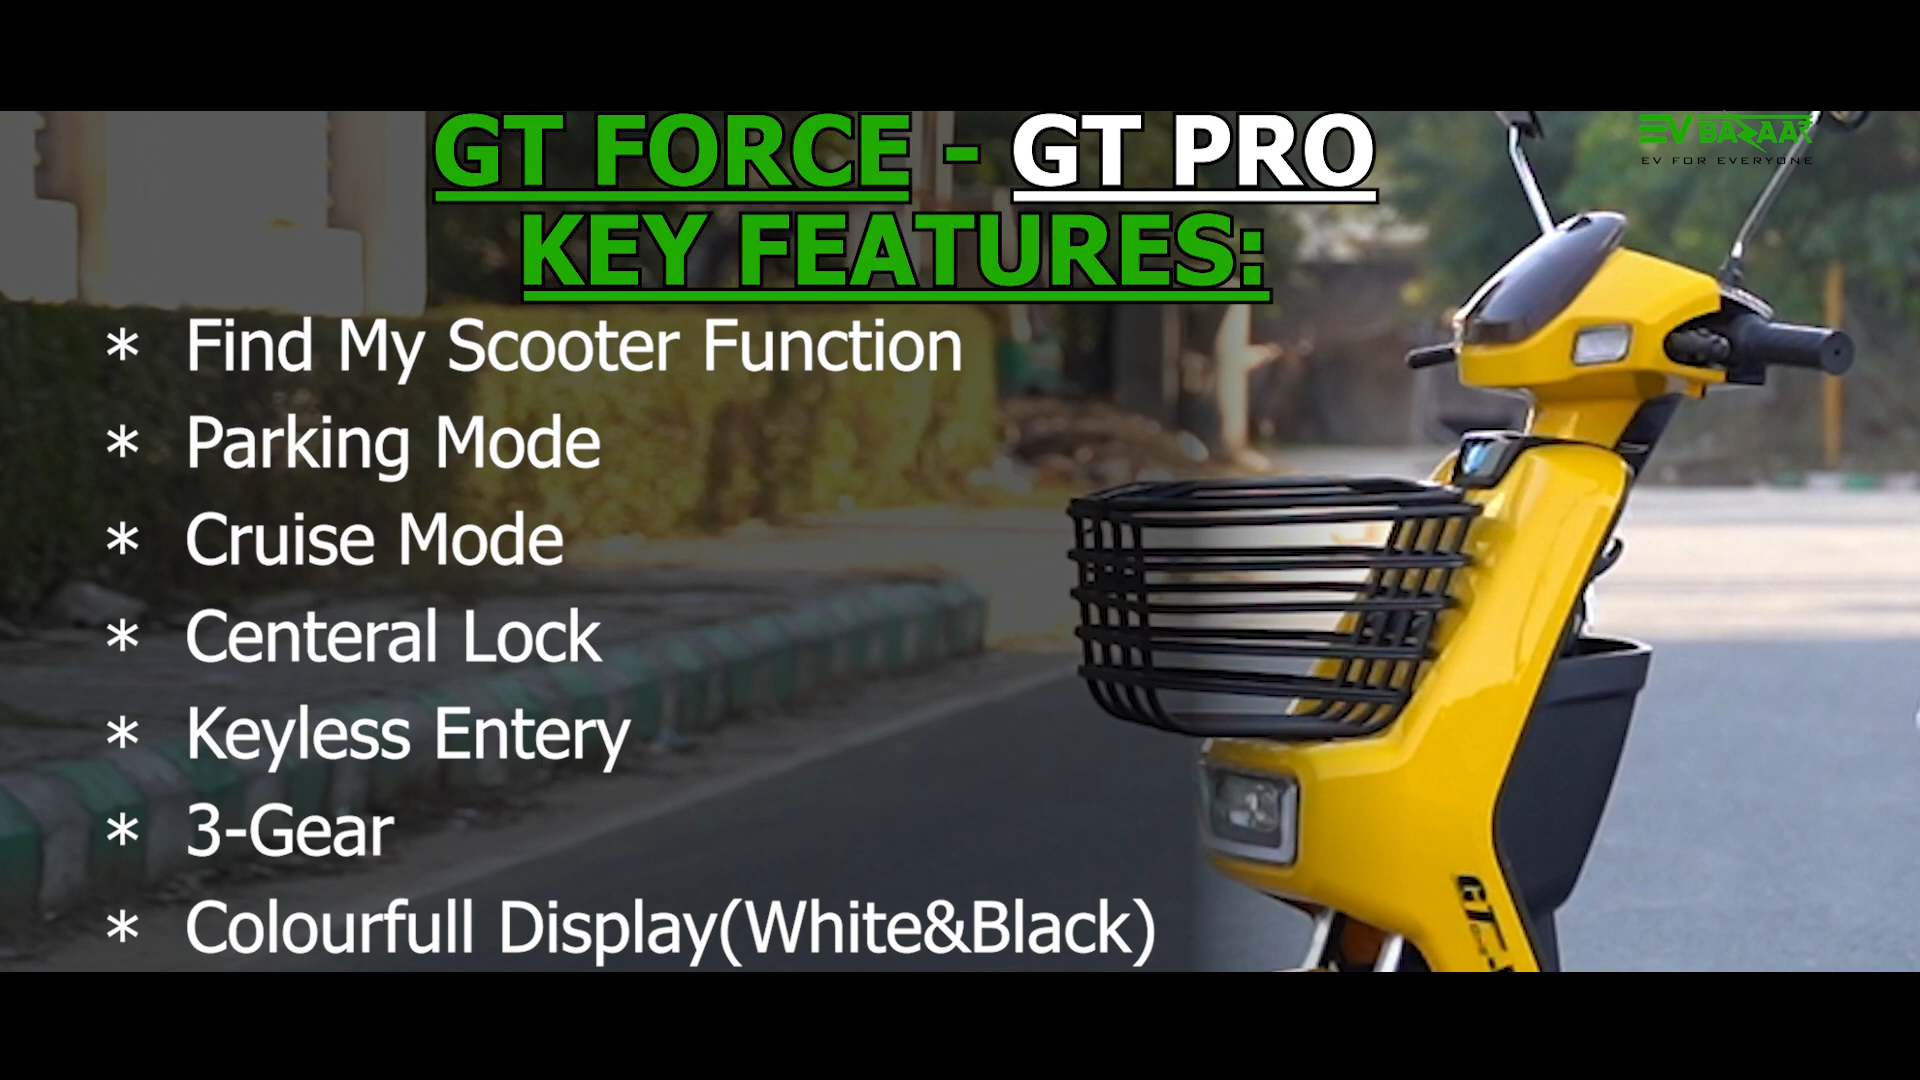 GT FORCE - GT PRO
KEY FEATURES:
EV BAZAAR
EV FOR EVERYONE
* Find My Scooter Function
* Parking Mode
* Cruise Mode
* Centeral Lock
* Keyless Entery
* 3-Gear
* Colourfull Display(White&Black)
GT